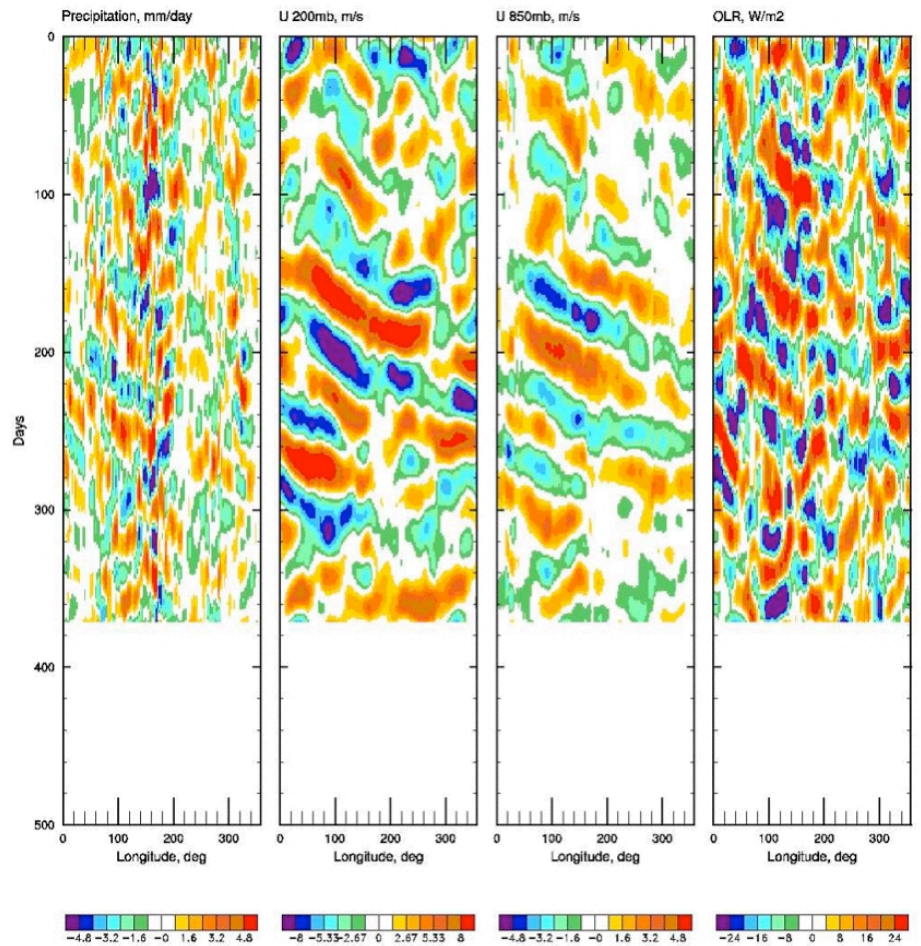 Precipitation, mm/day
U 200mb, m/s
U 850mb, m/s
OLR, W/m2
0
100
200
300
400
500
Days
0 100 200 300
0 100 200 300
0 100 200 300
0 100 200 300
Longitude, deg
Longitude, deg
Longitude, deg
Longitude, deg
−4.8 −3.2 −1.6 −0 1.6 3.2 4.8
−8 −5.33 −2.67 0 2.67 5.33 8
−4.8 −3.2 −1.6 −0 1.6 3.2 4.8
−24 −16 −8 0 8 16 24